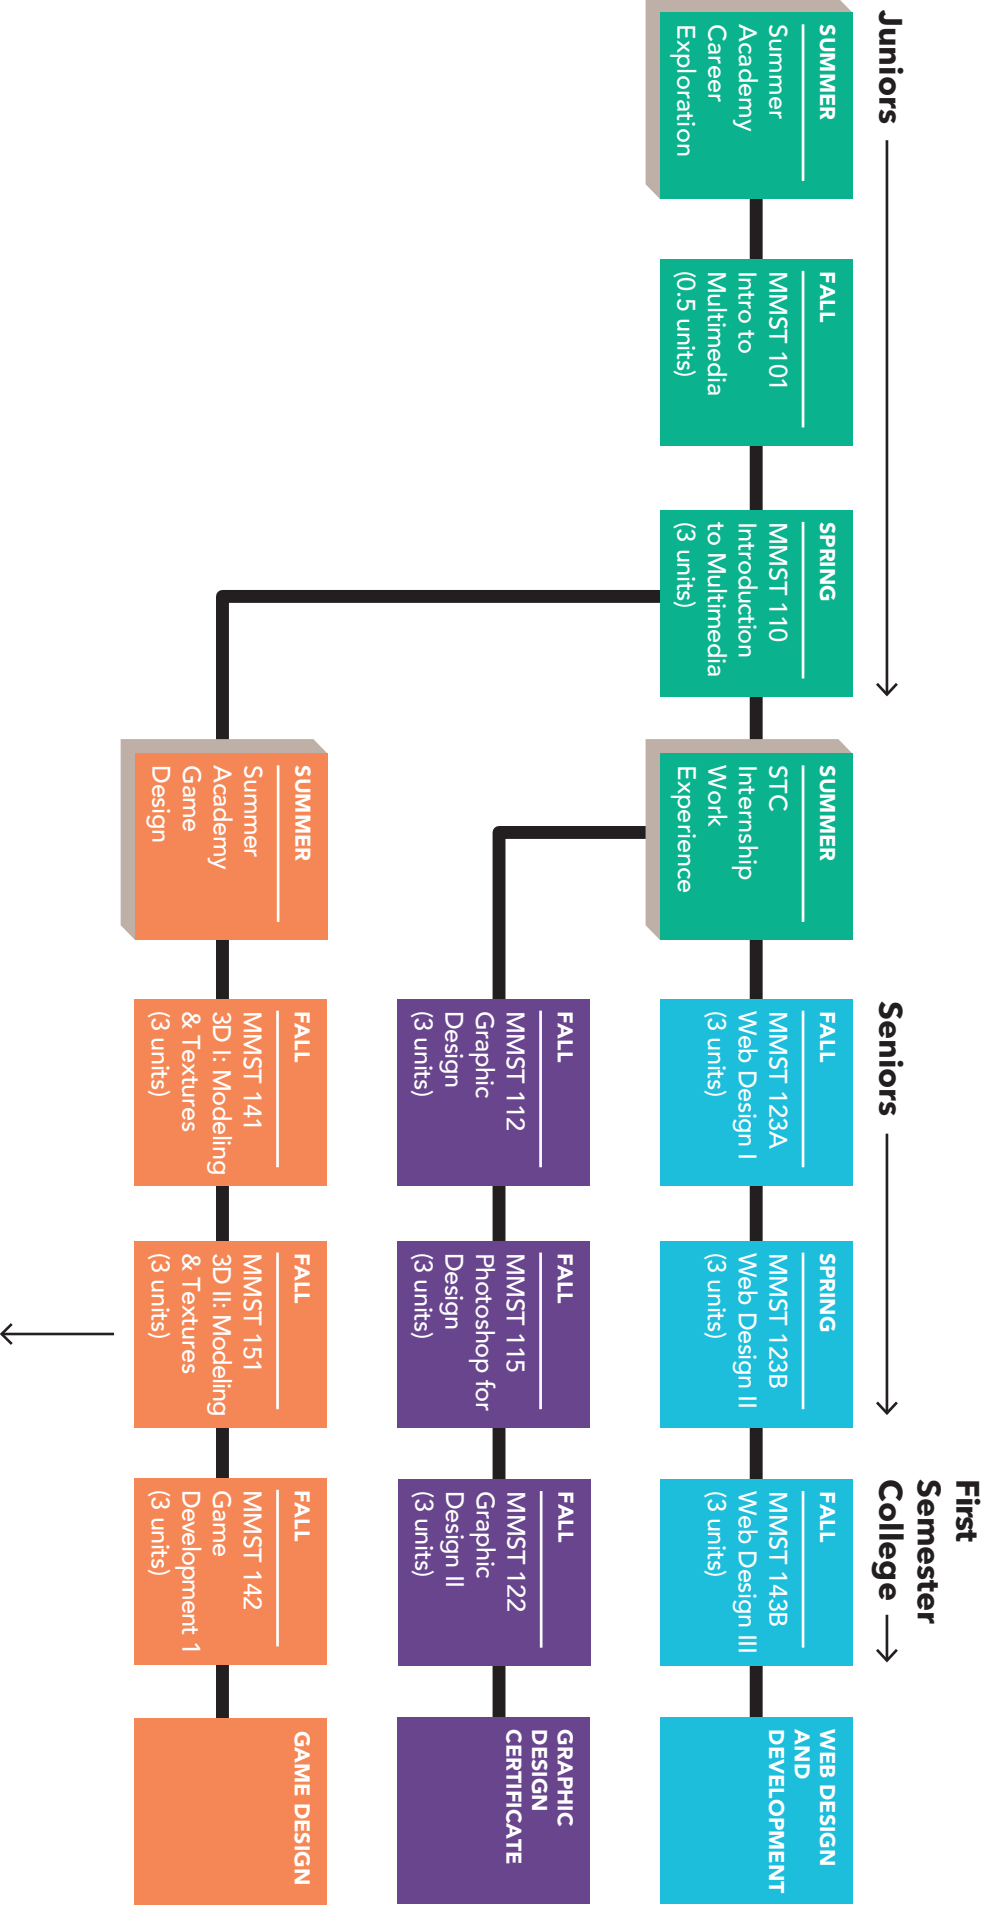 Juniors
Seniors
First
Semester
College
SUMMER
Summer
Academy
Career
Exploration
FALL
MMST 101
Intro to
Multimedia
(0.5 units)
SPRING
MMST 110
Introduction
to Multimedia
(3 units)
SUMMER
STC
Internship
Work
Experience
FALL
MMST 123A
Web Design I
(3 units)
SPRING
MMST 123B
Web Design II
(3 units)
FALL
MMST 143B
Web Design III
(3 units)
WEB DESIGN
AND
DEVELOPMENT
FALL
MMST 112
Graphic
Design
(3 units)
FALL
MMST 115
Photoshop for
Design
(3 units)
FALL
MMST 122
Graphic
Design II
(3 units)
GRAPHIC
DESIGN
CERTIFICATE
SUMMER
Summer
Academy
Game
Design
FALL
MMST 141
3D I: Modeling
& Textures
(3 units)
FALL
MMST 151
3D II: Modeling
& Textures
(3 units)
FALL
MMST 142
Game
Development 1
(3 units)
GAME DESIGN